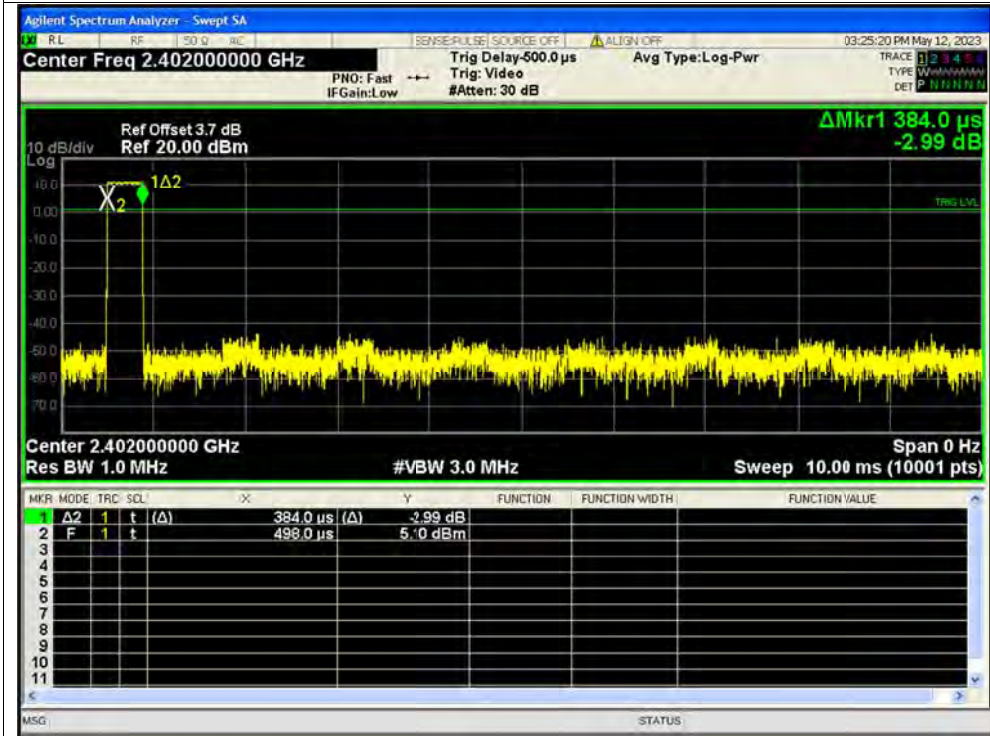 Agilent Spectrum Analyzer - Swept SA
RL RF 50 Ω AC SENSE:PULSE SOURCE OFF ALIGN OFF 03:25:20 PM May 12, 2023
Center Freq 2.402000000 GHz
Trig Delay-500.0 µs Avg Type:Log-Pwr TRACE 1 2 3 4 5 6
PNO: Fast Trig: Video TYPE W
IFGain:Low #Atten: 30 dB DET P N N N N N
ΔMkr1 384.0 µs
Ref Offset 3.7 dB -2.99 dB
10 dB/div Ref 20.00 dBm
Log
10.0
1Δ2
2
0.00
TRIG LVL
-10.0
-20.0
-30.0
-40.0
-50.0
-60.0
-70.0
Center 2.402000000 GHz Span 0 Hz
Res BW 1.0 MHz #VBW 3.0 MHz Sweep 10.00 ms (10001 pts)
MKR MODE TRC SCL X Y FUNCTION FUNCTION WIDTH FUNCTION VALUE
1 Δ2 1 t (Δ) 384.0 µs (Δ) -2.99 dB
2 F 1 t 498.0 µs 5.10 dBm
3
4
5
6
7
8
9
10
11
MSG STATUS